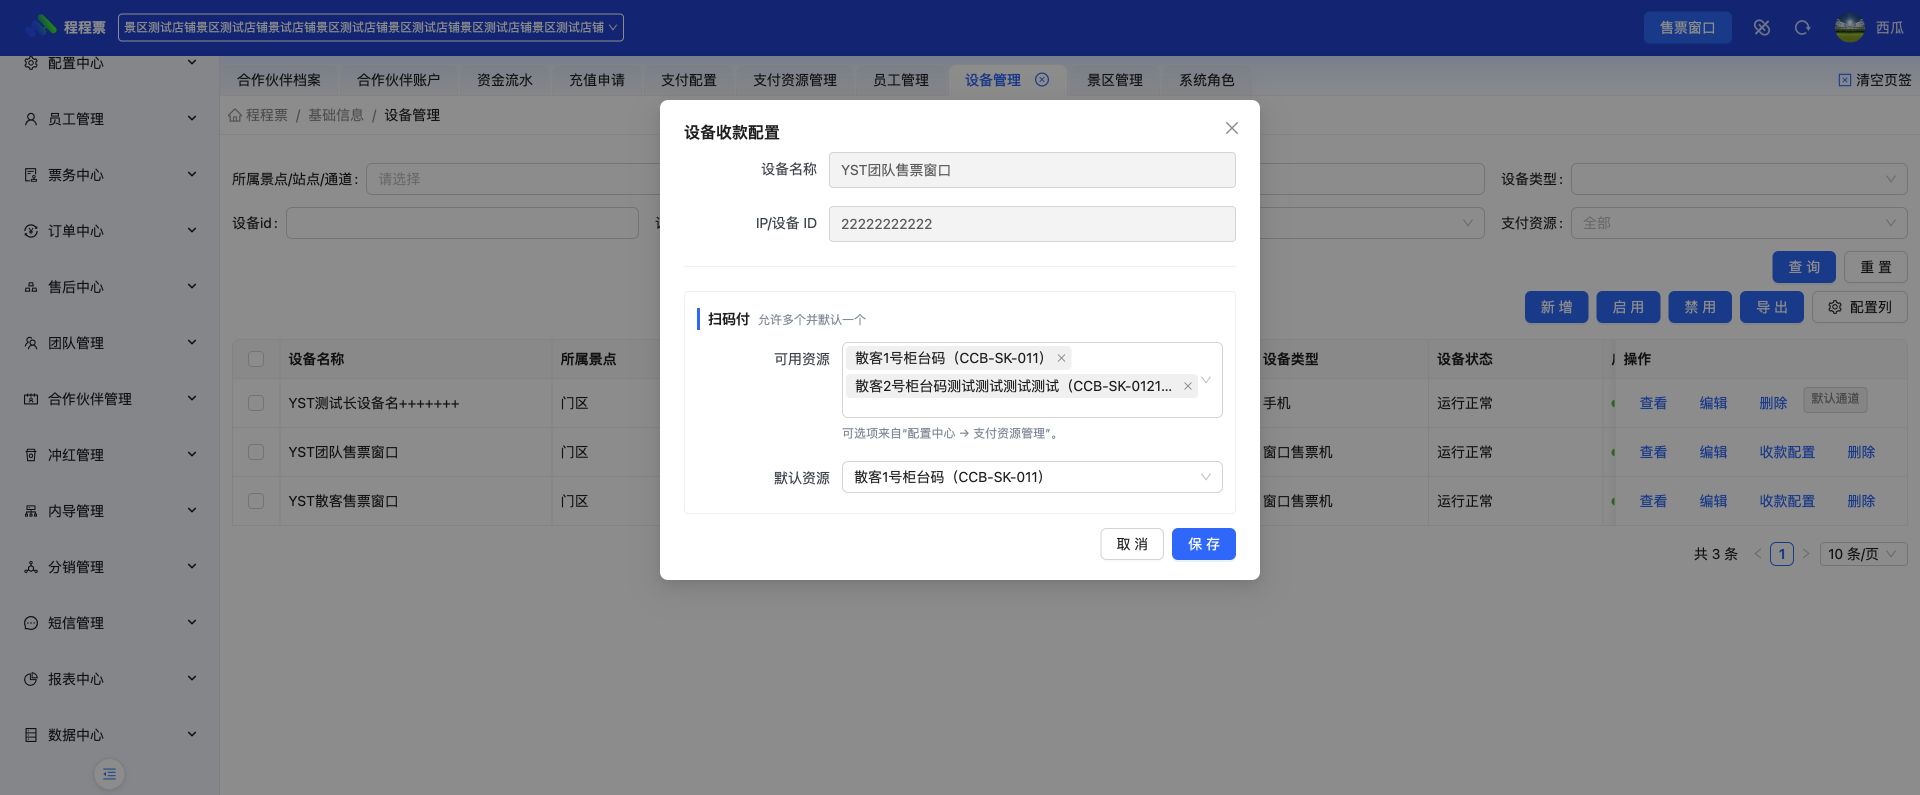 程程票
景区测试店铺景区测试店铺景试店铺景区测试店铺景区测试店铺景区测试店铺景区测试店铺
售票窗口
西瓜
配置中心
员工管理
票务中心
订单中心
售后中心
团队管理
合作伙伴管理
冲红管理
内导管理
分销管理
短信管理
报表中心
数据中心
合作伙伴档案 合作伙伴账户 资金流水 充值申请 支付配置 支付资源管理 员工管理 设备管理 景区管理 系统角色 清空页签
程程票 / 基础信息 / 设备管理
所属景点/站点/通道: 请选择 设备类型:
设备id: 支付资源: 全部
查 询 重 置
新 增 启 用 禁 用 导 出 配置列
设备名称 所属景点 设备类型 设备状态 操作
YST测试长设备名+++++++ 门区 手机 运行正常 查看 编辑 删除 默认通道
YST团队售票窗口 门区 窗口售票机 运行正常 查看 编辑 收款配置 删除
YST散客售票窗口 门区 窗口售票机 运行正常 查看 编辑 收款配置 删除
共 3 条 < 1 > 10 条/页
设备收款配置
设备名称 YST团队售票窗口
IP/设备 ID 22222222222
扫码付 允许多个并默认一个
可用资源 散客1号柜台码（CCB-SK-011）
散客2号柜台码测试测试测试测试（CCB-SK-0121...
可选项来自“配置中心 → 支付资源管理”。
默认资源 散客1号柜台码（CCB-SK-011）
取 消 保 存